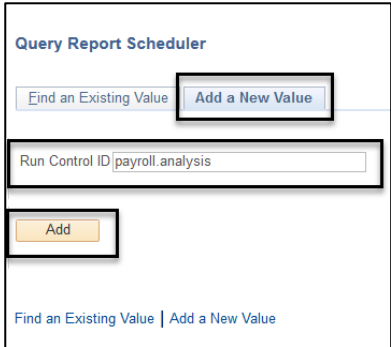 Query Report Scheduler
Find an Existing Value Add a New Value
Run Control ID payroll.analysis
Add
Find an Existing Value | Add a New Value